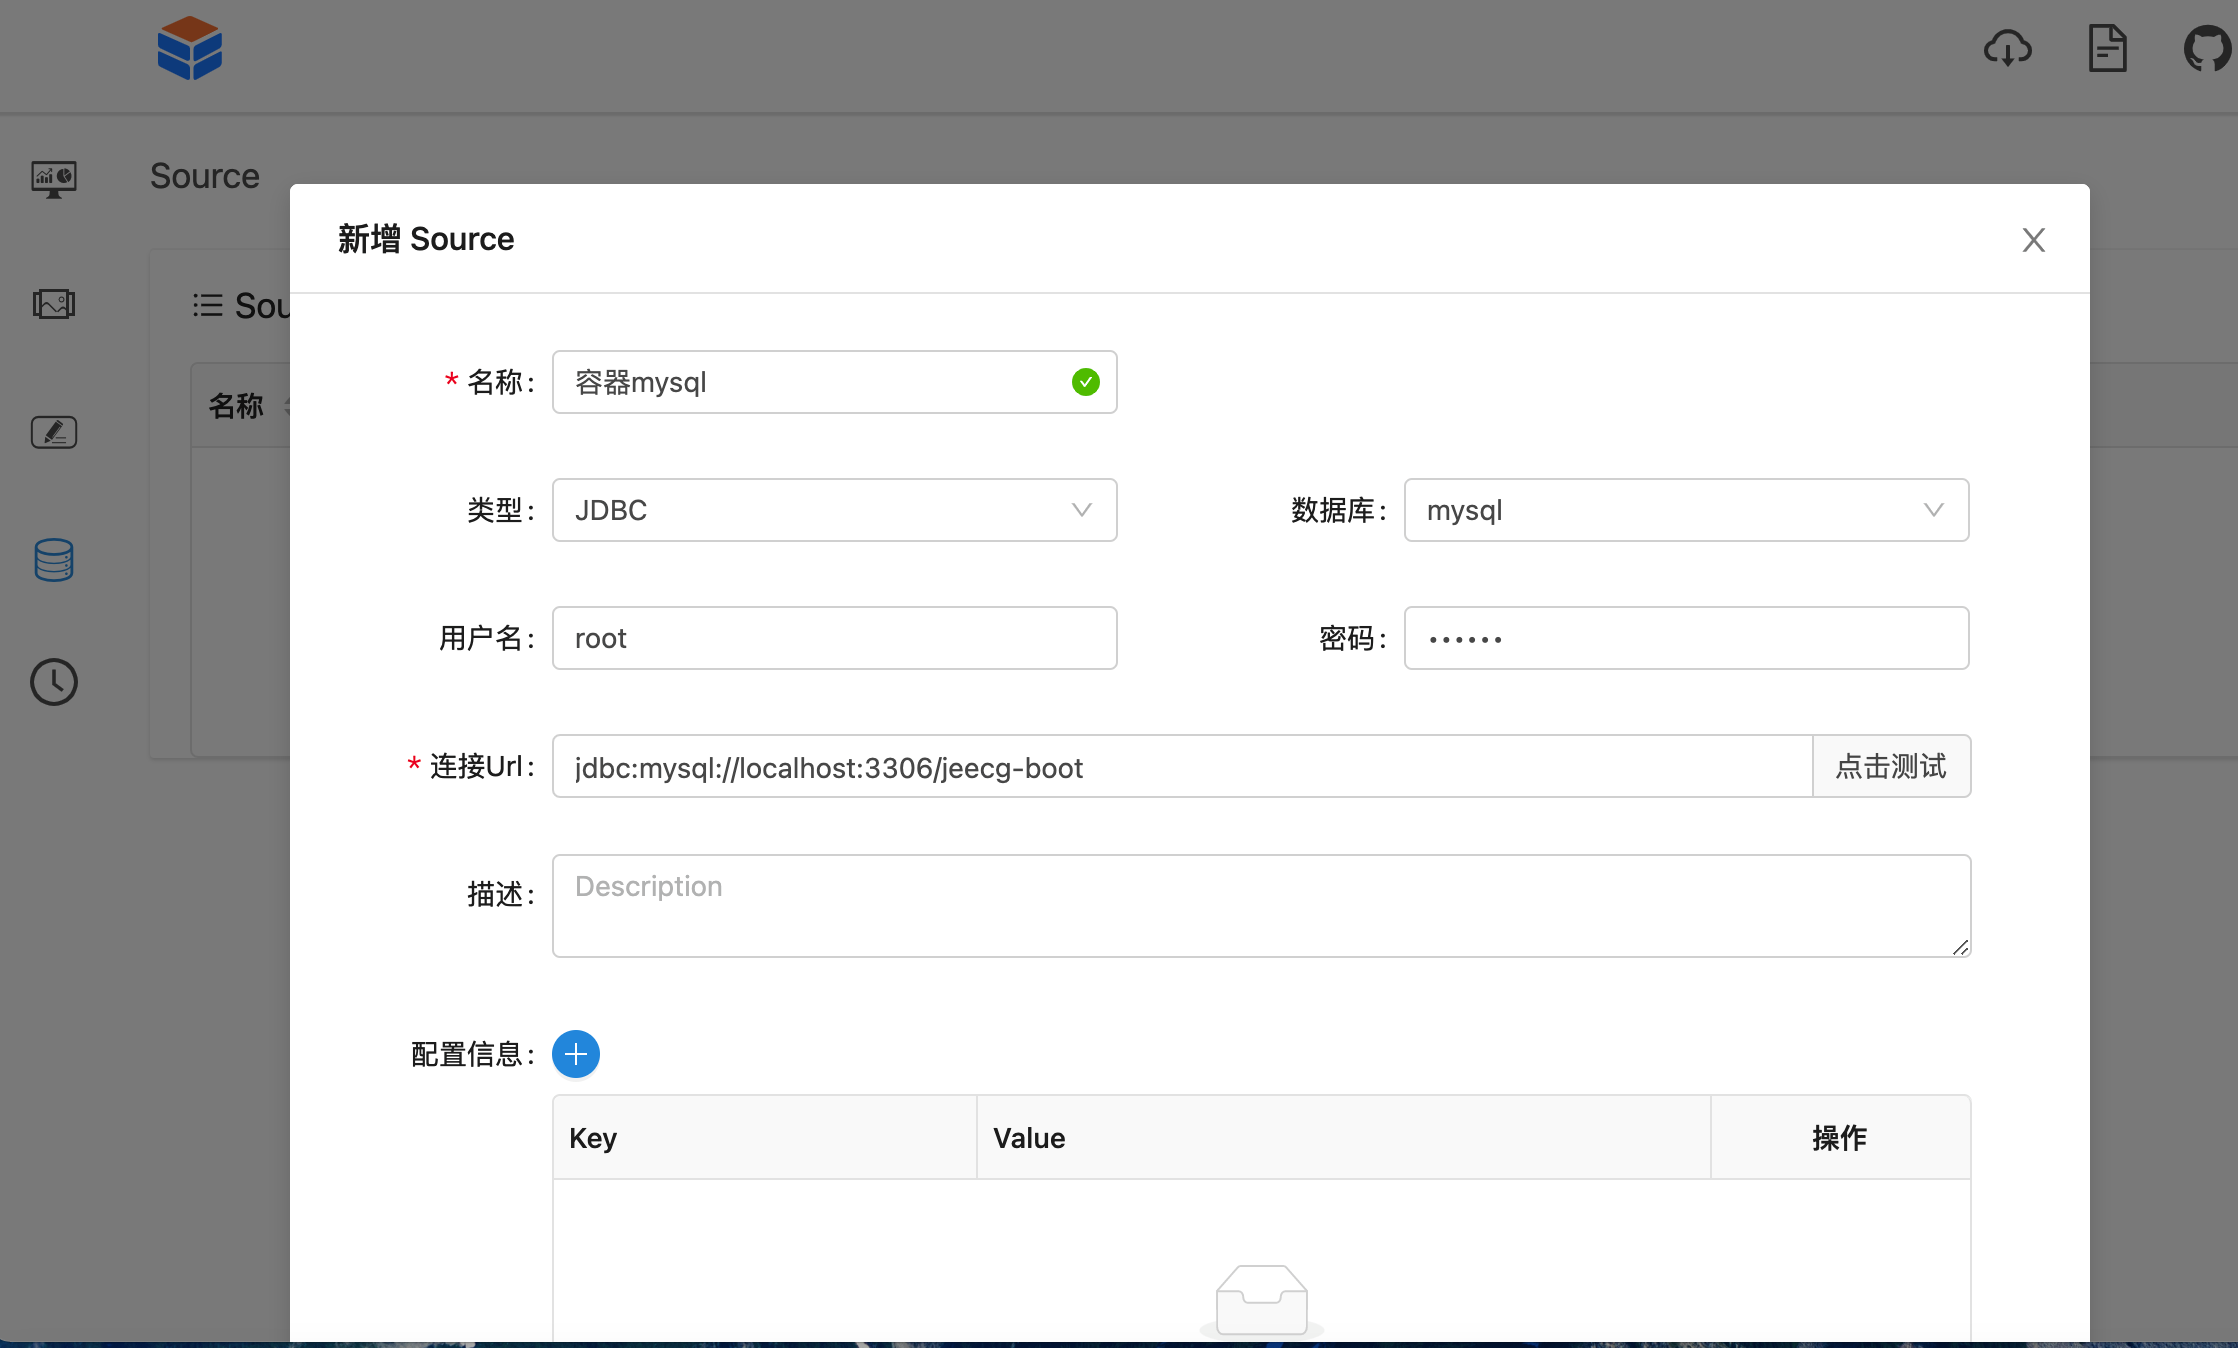 Source
新增 Source
Sou
名称
* 名称:
容器mysql
类型:
JDBC
数据库:
mysql
用户名:
root
密码:
••••••
* 连接Url:
jdbc:mysql://localhost:3306/jeecg-boot
点击测试
描述:
Description
配置信息:
Key
Value
操作